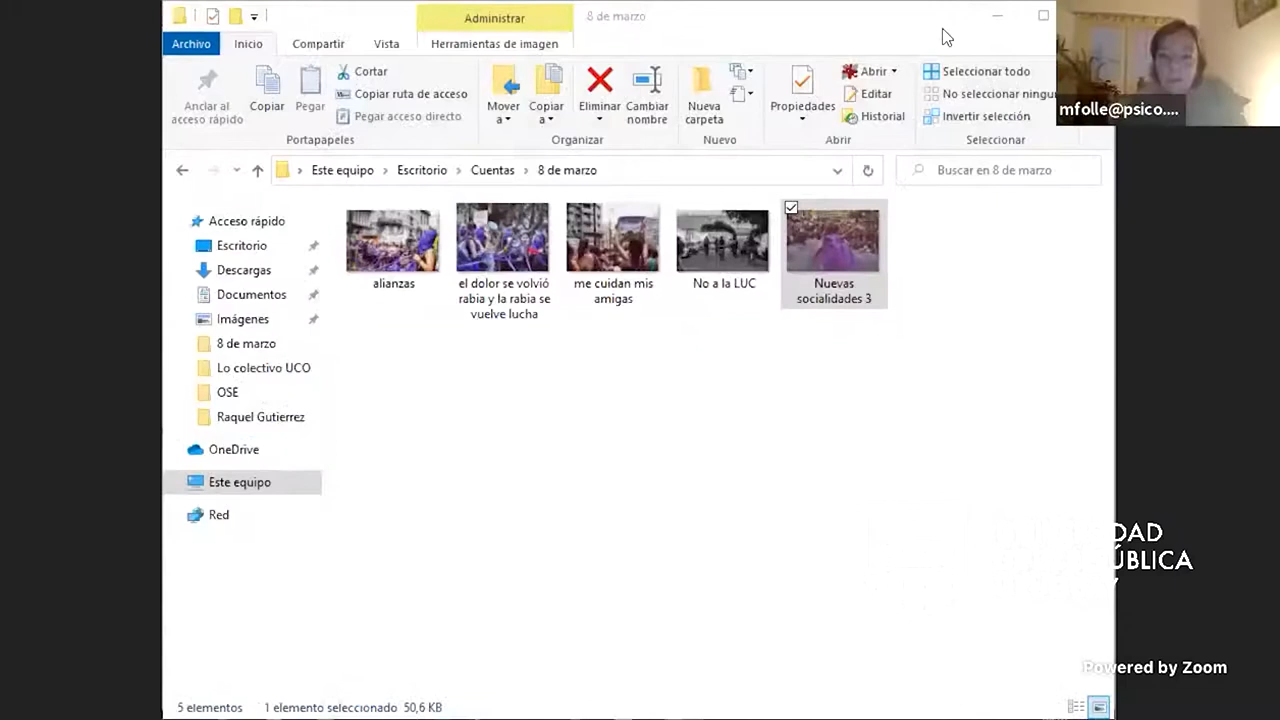 Administrar
8 de marzo
Archivo
Inicio
Compartir
Vista
Herramientas de imagen
Anclar al
acceso rápido
Copiar
Pegar
Cortar
Copiar ruta de acceso
Pegar acceso directo
Portapapeles
Mover
a
Copiar
a
Eliminar
Cambiar
nombre
Organizar
Nueva
carpeta
Nuevo
Propiedades
Abrir
Editar
Historial
Abrir
Seleccionar todo
No seleccionar ningu
Invertir selección
Seleccionar
mfolle@psico....
Este equipo
Escritorio
Cuentas
8 de marzo
Buscar en 8 de marzo
Acceso rápido
Escritorio
Descargas
Documentos
Imágenes
8 de marzo
Lo colectivo UCO
OSE
Raquel Gutierrez
OneDrive
Este equipo
Red
alianzas
el dolor se volvió
rabia y la rabia se
vuelve lucha
me cuidan mis
amigas
No a la LUC
Nuevas
socialidades 3
DAD
ÚBLICA
Powered by Zoom
5 elementos
1 elemento seleccionado 50,6 KB